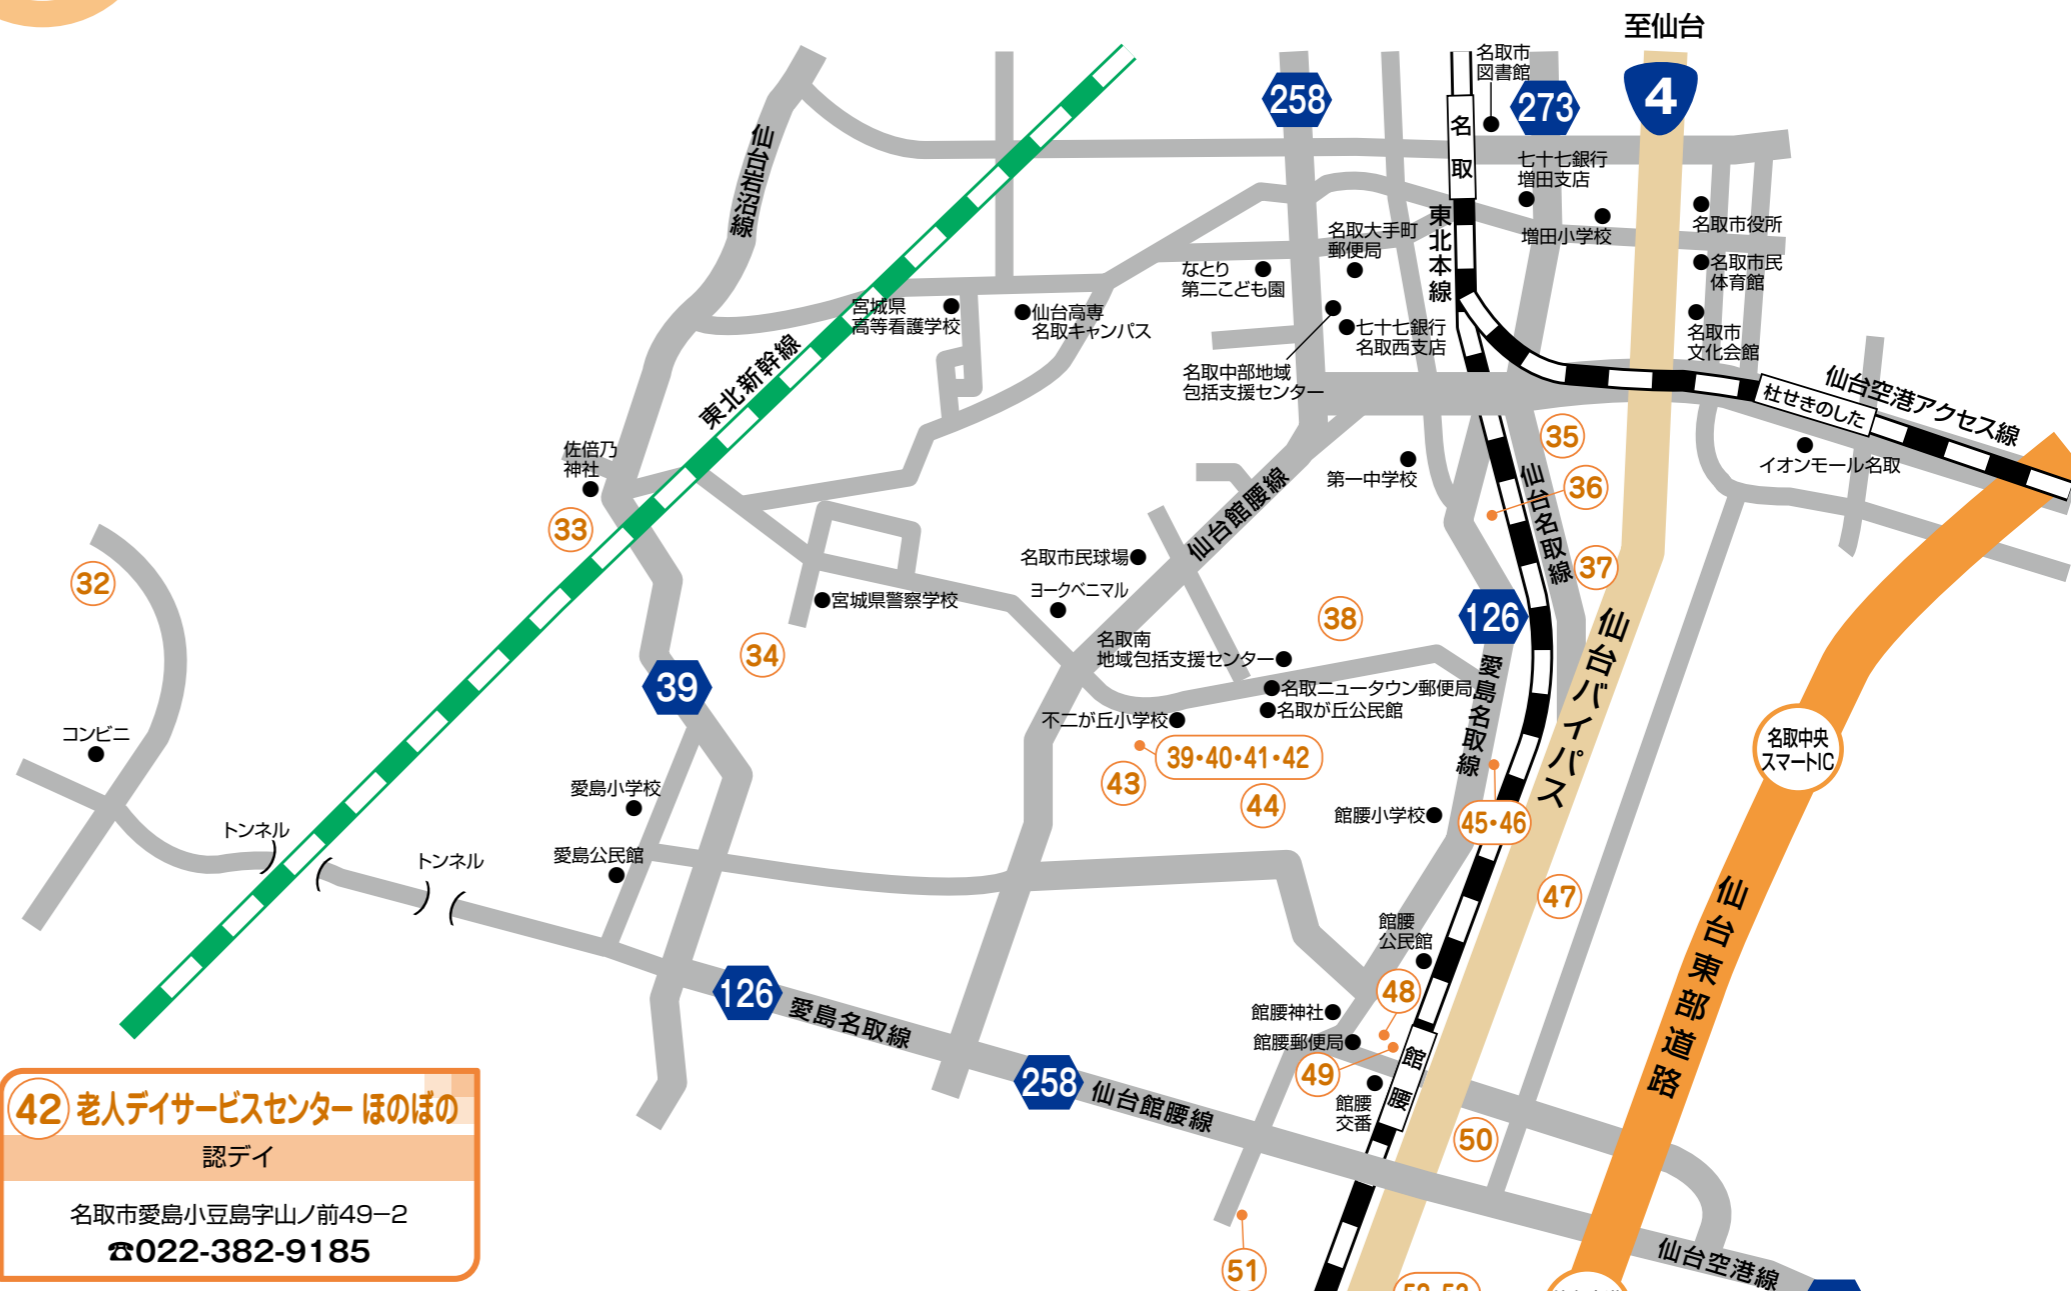 至仙台
4
名取市
図書館
258
273
名取
七十七銀行
増田支店
仙台岩沼線
東北本線
名取大手町
郵便局
増田小学校
名取市役所
名取市民
体育館
なとり
第二こども園
宮城県
高等看護学校
仙台高専
名取キャンパス
七十七銀行
名取西支店
名取市
文化会館
東北新幹線
名取中部地域
包括支援センター
仙台空港アクセス線
杜せきのした
イオンモール名取
佐倍乃
神社
33
32
35
第一中学校
36
仙台名取線
仙台館腰線
37
名取市民球場
ヨークベニマル
宮城県警察学校
34
38
126
仙台バイパス
名取南
地域包括支援センター
39
名取ニュータウン郵便局
名取が丘公民館
愛島名取線
不二が丘小学校
39・40・41・42
43
44
名取中央
スマートIC
コンビニ
愛島小学校
館腰小学校
45・46
トンネル
トンネル
愛島公民館
47
仙台東部道路
館腰
公民館
48
126
愛島名取線
館腰神社
館腰郵便局
49
館腰
258
仙台館腰線
館腰
交番
50
51
仙台空港線
42 老人デイサービスセンター ほのぼの
認デイ
名取市愛島小豆島字山ノ前49−2
☎022-382-9185